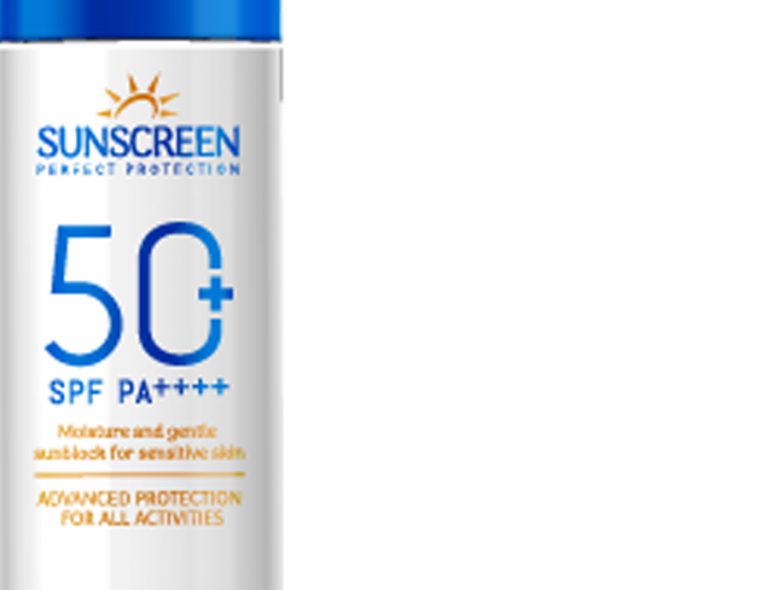 SUNSCREEN
PERFECT PROTECTION
50+
SPF PA++++
Moisture and gentle
sunblock for sensitive skin
ADVANCED PROTECTION
FOR ALL ACTIVITIES